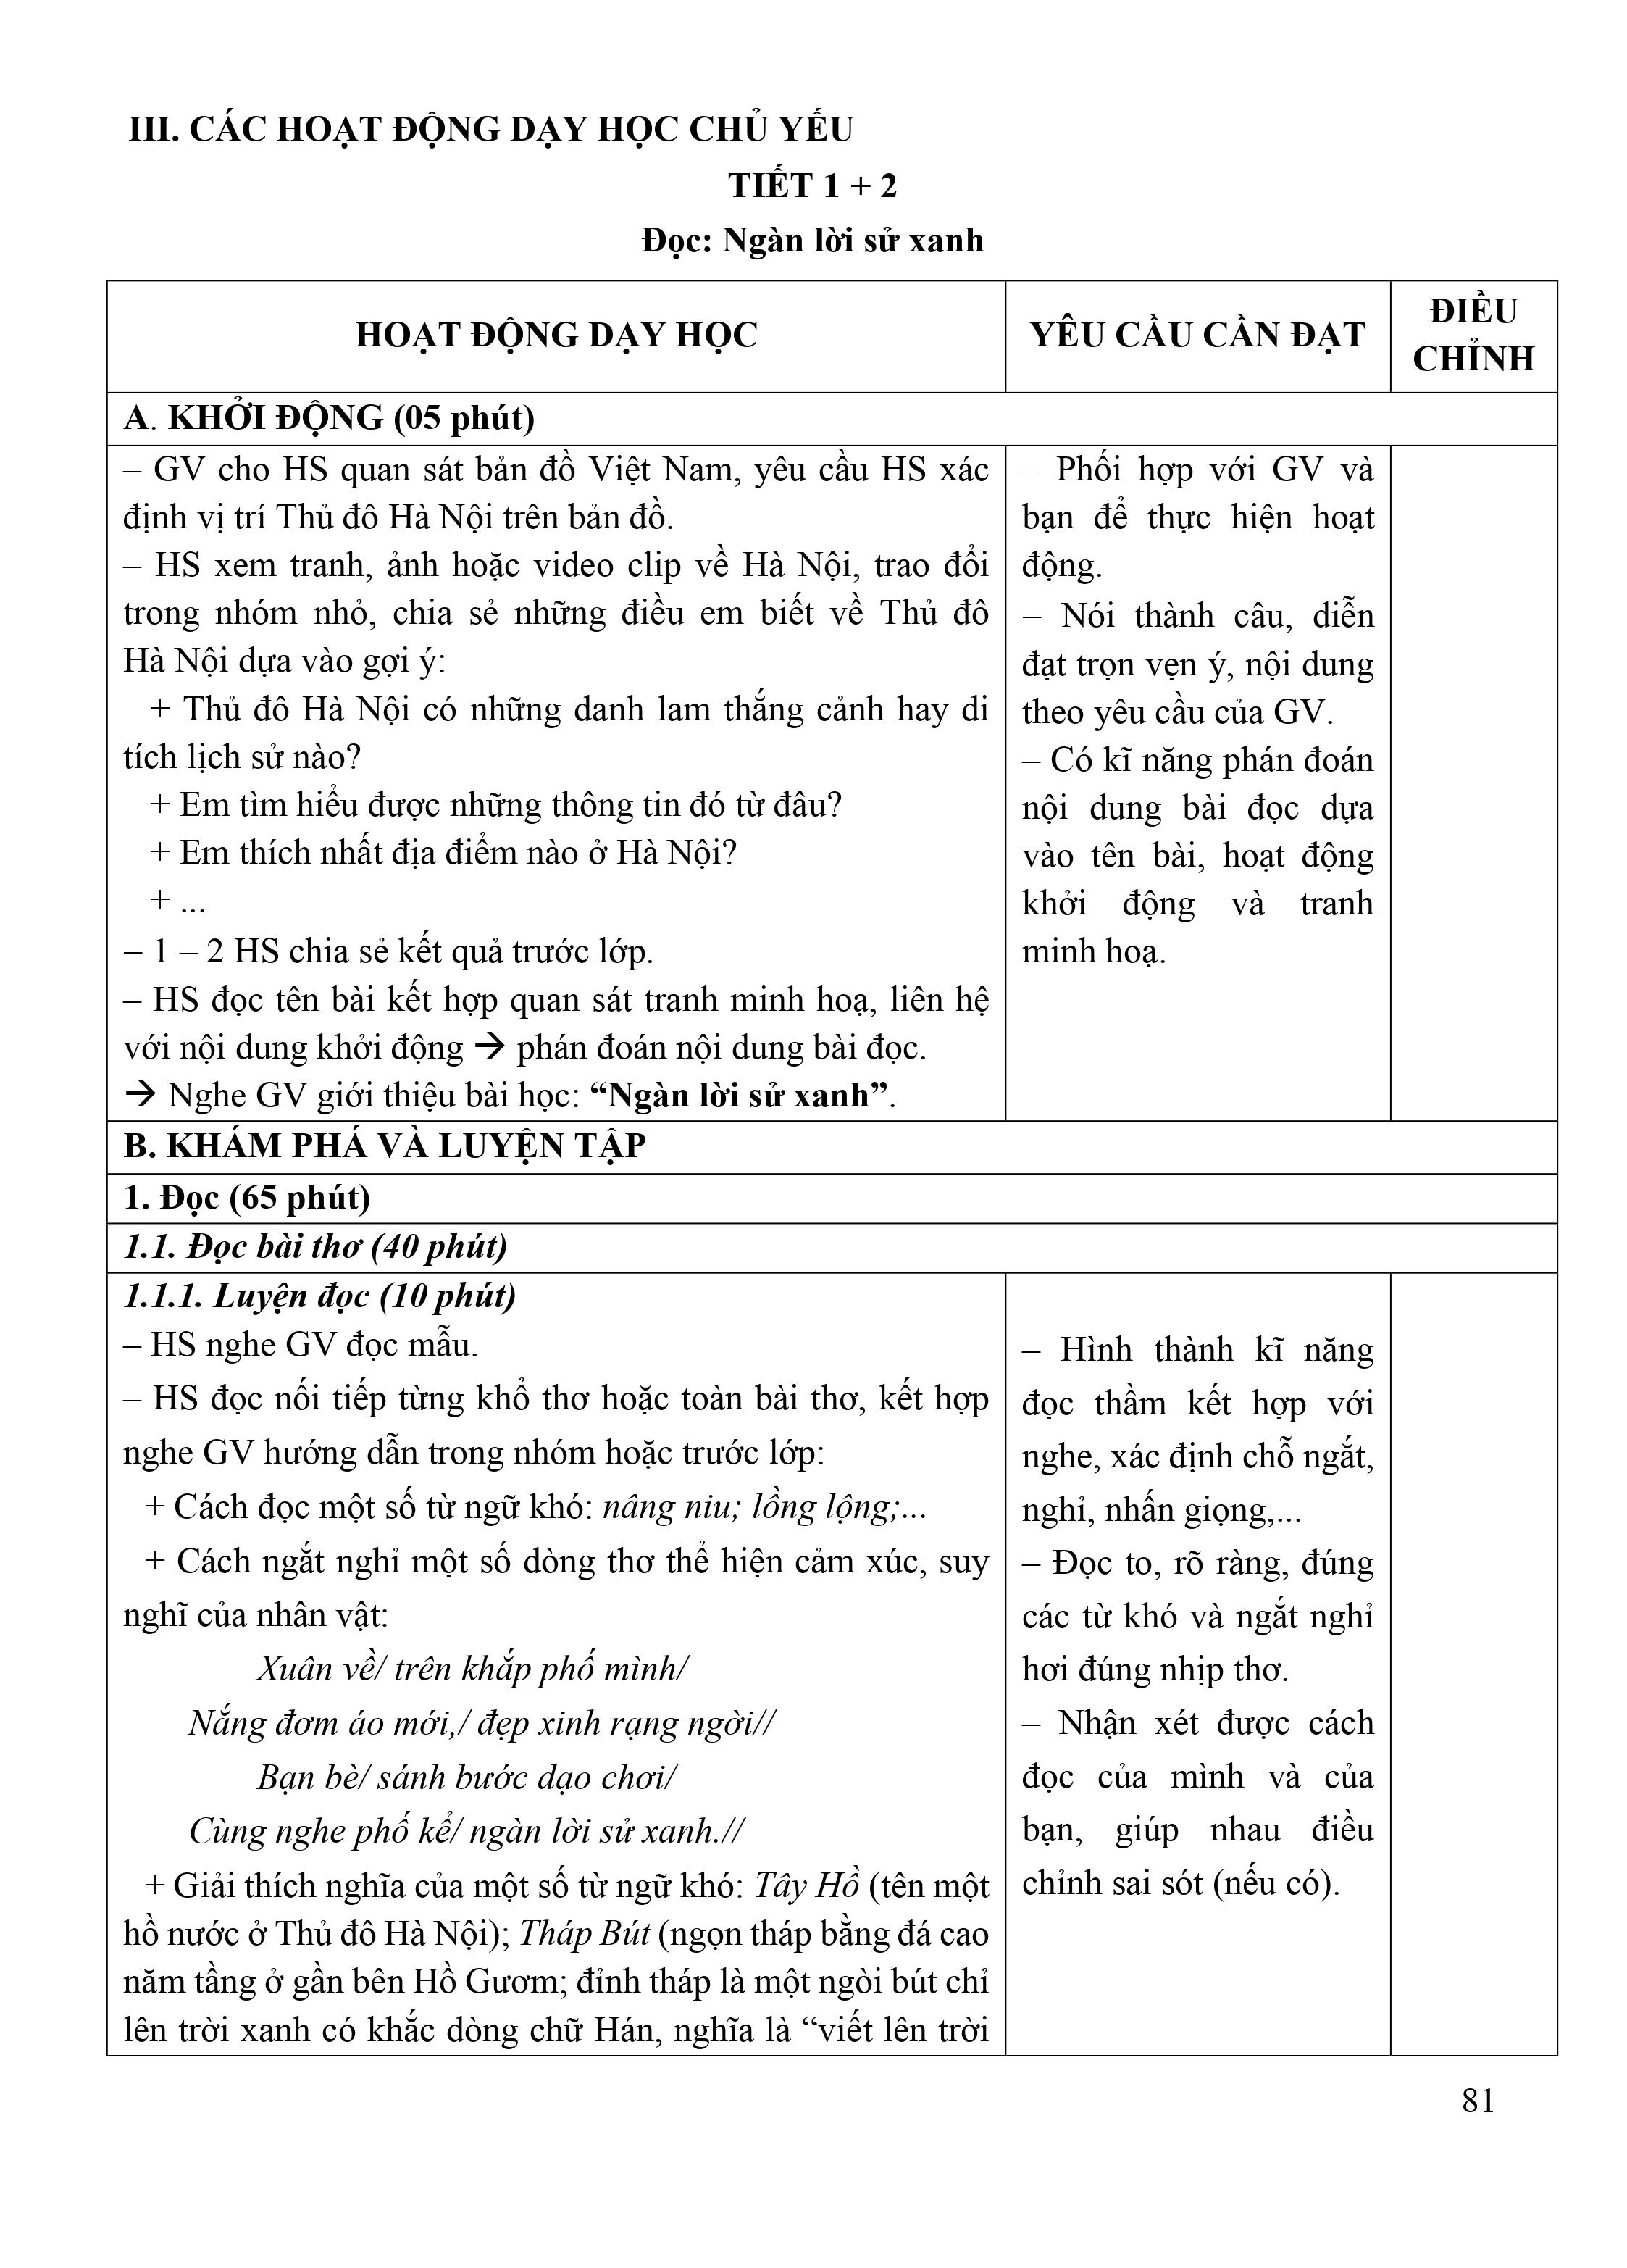 III. CÁC HOẠT ĐỘNG DẠY HỌC CHỦ YẾU
TIẾT 1 + 2
Đọc: Ngàn lời sử xanh
HOẠT ĐỘNG DẠY HỌC
YÊU CẦU CẦN ĐẠT
ĐIỀU
CHỈNH
A. KHỞI ĐỘNG (05 phút)
– GV cho HS quan sát bản đồ Việt Nam, yêu cầu HS xác
định vị trí Thủ đô Hà Nội trên bản đồ.
– HS xem tranh, ảnh hoặc video clip về Hà Nội, trao đổi
trong nhóm nhỏ, chia sẻ những điều em biết về Thủ đô
Hà Nội dựa vào gợi ý:
+ Thủ đô Hà Nội có những danh lam thắng cảnh hay di
tích lịch sử nào?
+ Em tìm hiểu được những thông tin đó từ đâu?
+ Em thích nhất địa điểm nào ở Hà Nội?
+ ...
– 1 – 2 HS chia sẻ kết quả trước lớp.
– HS đọc tên bài kết hợp quan sát tranh minh hoạ, liên hệ
với nội dung khởi động → phán đoán nội dung bài đọc.
→ Nghe GV giới thiệu bài học: “Ngàn lời sử xanh”.
– Phối hợp với GV và
bạn để thực hiện hoạt
động.
– Nói thành câu, diễn
đạt trọn vẹn ý, nội dung
theo yêu cầu của GV.
– Có kĩ năng phán đoán
nội dung bài đọc dựa
vào tên bài, hoạt động
khởi động và tranh
minh hoạ.
B. KHÁM PHÁ VÀ LUYỆN TẬP
1. Đọc (65 phút)
1.1. Đọc bài thơ (40 phút)
1.1.1. Luyện đọc (10 phút)
– HS nghe GV đọc mẫu.
– HS đọc nối tiếp từng khổ thơ hoặc toàn bài thơ, kết hợp
nghe GV hướng dẫn trong nhóm hoặc trước lớp:
+ Cách đọc một số từ ngữ khó: nâng niu; lồng lộng;...
+ Cách ngắt nghỉ một số dòng thơ thể hiện cảm xúc, suy
nghĩ của nhân vật:
Xuân về/ trên khắp phố mình/
Nắng đơm áo mới,/ đẹp xinh rạng ngời//
Bạn bè/ sánh bước dạo chơi/
Cùng nghe phố kể/ ngàn lời sử xanh.//
+ Giải thích nghĩa của một số từ ngữ khó: Tây Hồ (tên một
hồ nước ở Thủ đô Hà Nội); Tháp Bút (ngọn tháp bằng đá cao
năm tầng ở gần bên Hồ Gươm; đỉnh tháp là một ngòi bút chỉ
lên trời xanh có khắc dòng chữ Hán, nghĩa là “viết lên trời
– Hình thành kĩ năng
đọc thầm kết hợp với
nghe, xác định chỗ ngắt,
nghỉ, nhấn giọng,...
– Đọc to, rõ ràng, đúng
các từ khó và ngắt nghỉ
hơi đúng nhịp thơ.
– Nhận xét được cách
đọc của mình và của
bạn, giúp nhau điều
chỉnh sai sót (nếu có).
81